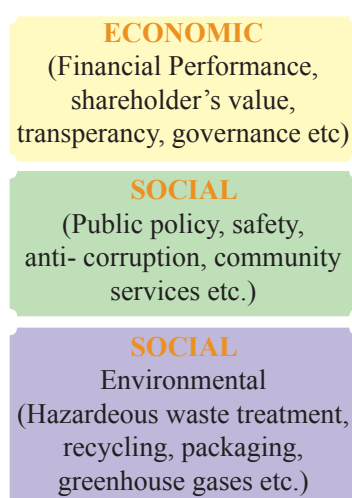 ECONOMIC
(Financial Performance,
shareholder’s value,
transperancy, governance etc)
SOCIAL
(Public policy, safety,
anti- corruption, community
services etc.)
SOCIAL
Environmental
(Hazardeous waste treatment,
recycling, packaging,
greenhouse gases etc.)